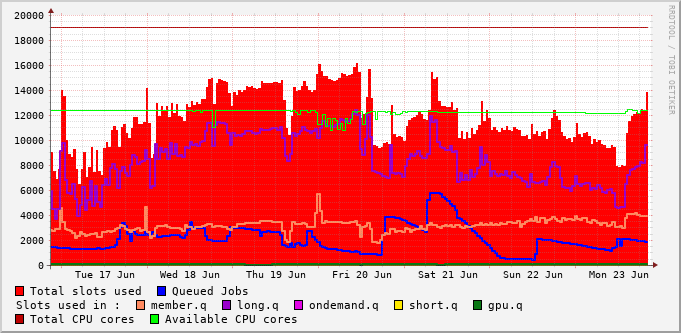 20000
18000
16000
14000
12000
10000
8000
6000
4000
2000
0
Tue 17 Jun Wed 18 Jun Thu 19 Jun Fri 20 Jun Sat 21 Jun Sun 22 Jun Mon 23 Jun
RRDTOOL / TOBI OETIKER
Total slots used Queued Jobs
Slots used in : member.q long.q ondemand.q short.q gpu.q
Total CPU cores Available CPU cores